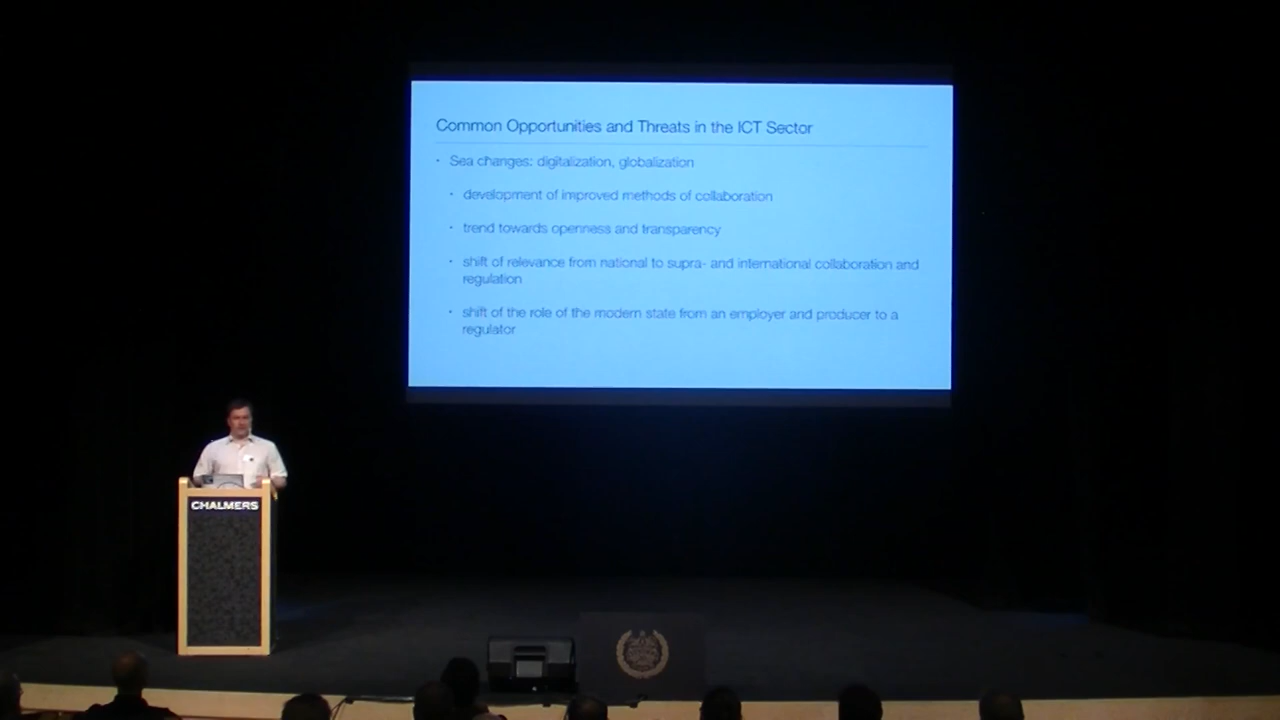 Common Opportunities and Threats in the ICT Sector
· Sea changes: digitalization, globalization
· development of improved methods of collaboration
· trend towards openness and transparency
· shift of relevance from national to supra- and international collaboration and
regulation
· shift of the role of the modern state from an employer and producer to a
regulator
CHALMERS